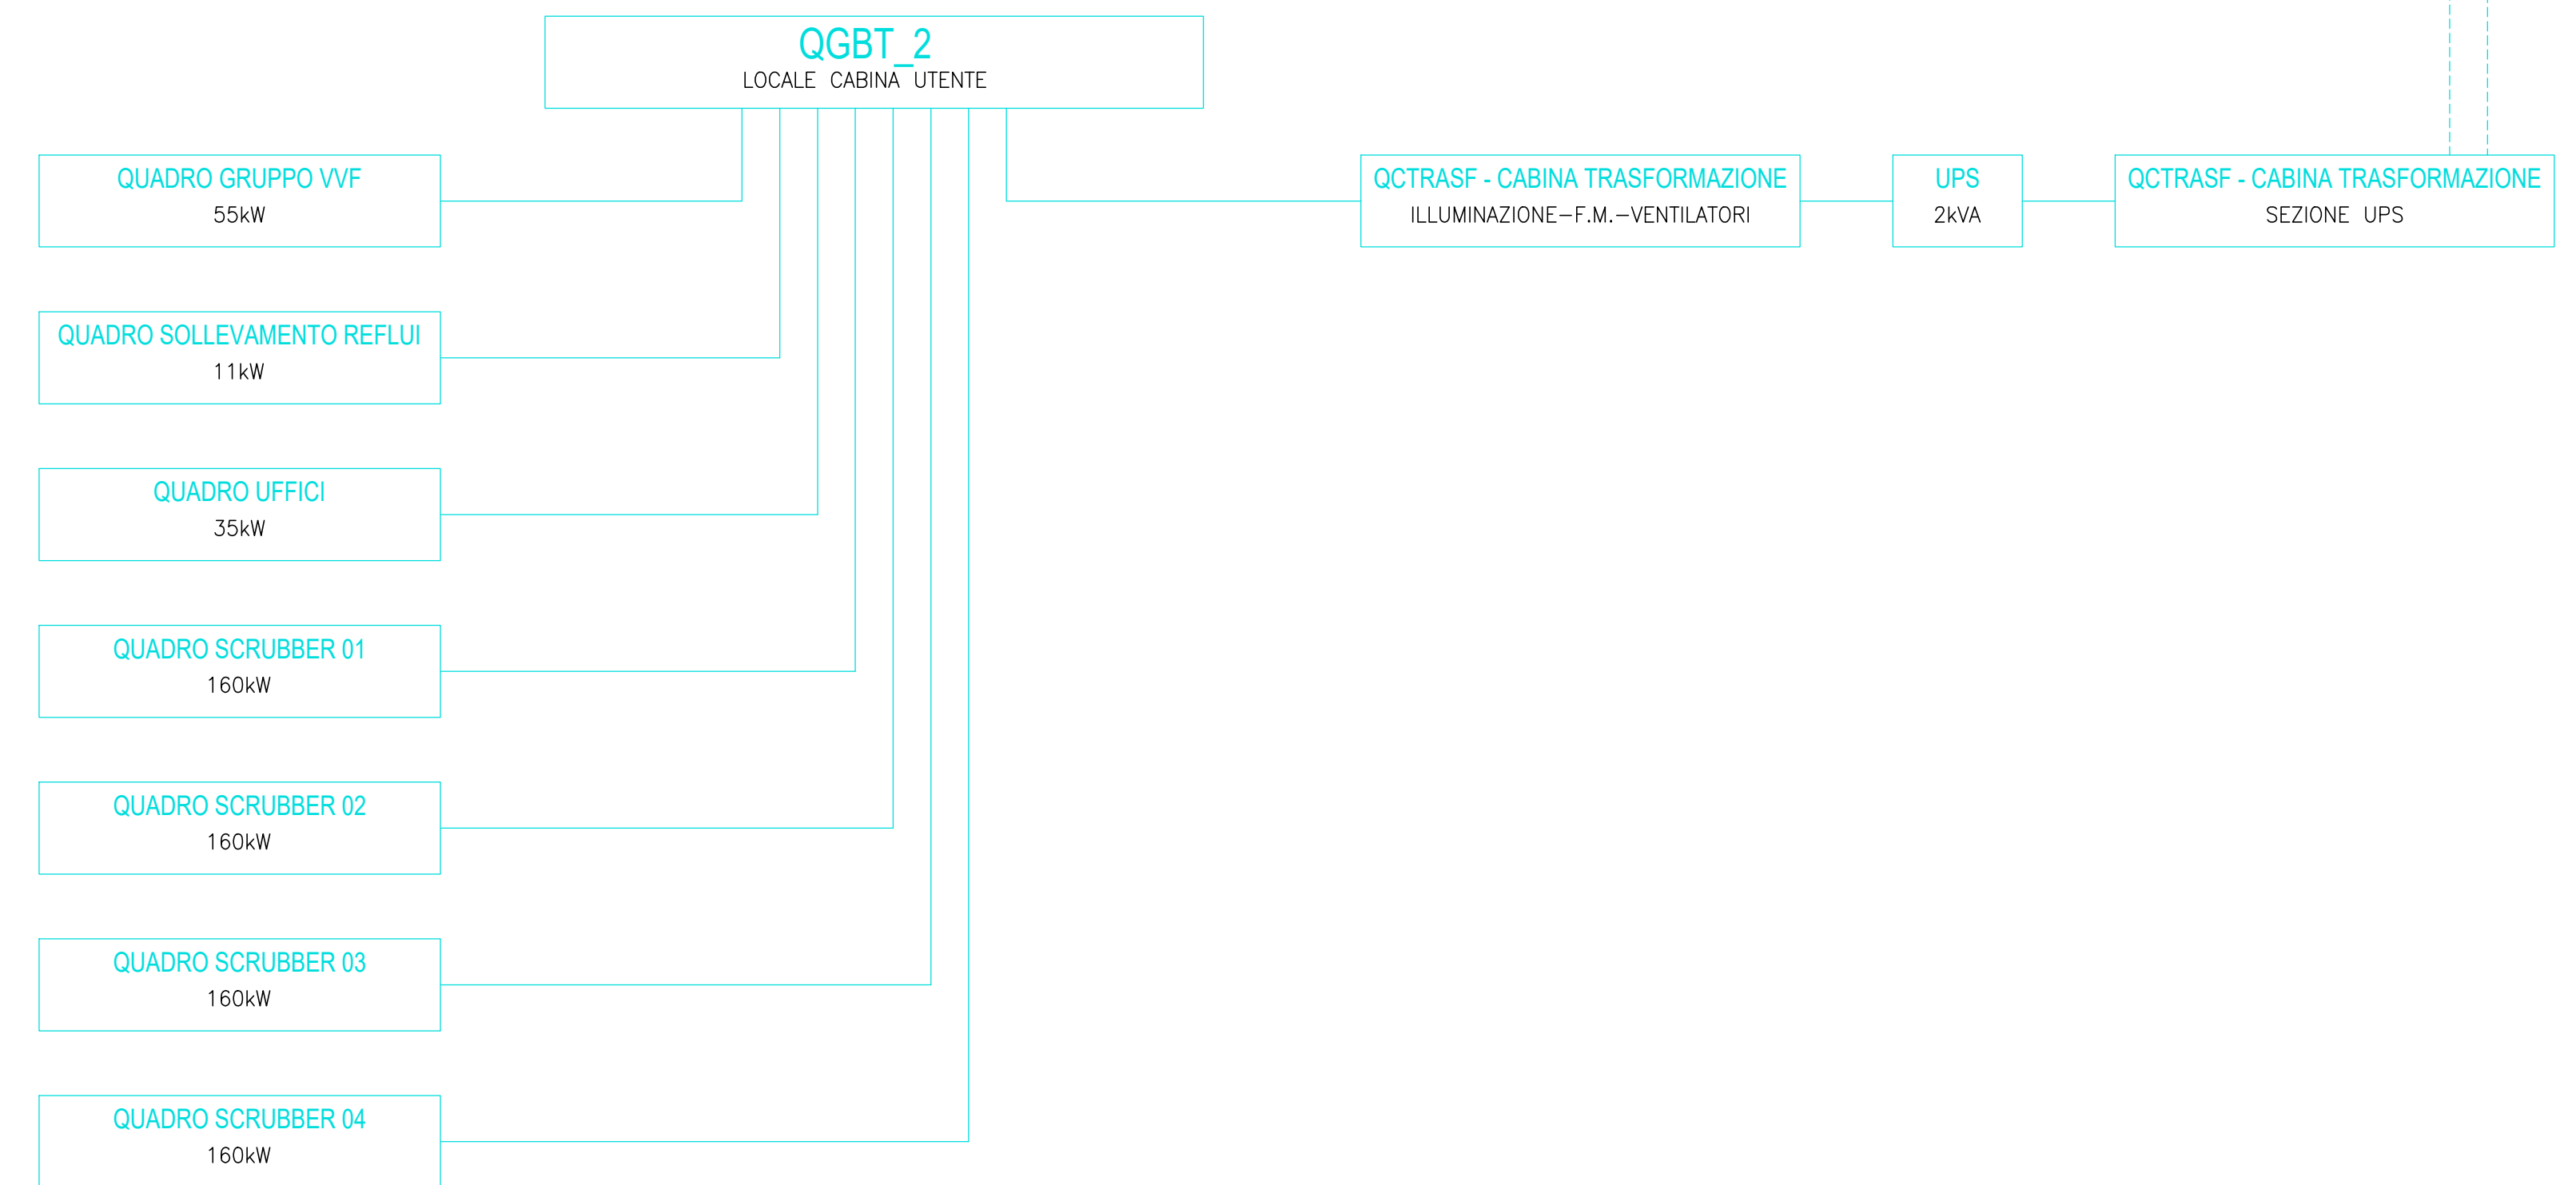 QGBT_2
LOCALE CABINA UTENTE
QUADRO GRUPPO VVF
55kW
QCTRASF - CABINA TRASFORMAZIONE
ILLUMINAZIONE-F.M.-VENTILATORI
UPS
2kVA
QCTRASF - CABINA TRASFORMAZIONE
SEZIONE UPS
QUADRO SOLLEVAMENTO REFLUI
11kW
QUADRO UFFICI
35kW
QUADRO SCRUBBER 01
160kW
QUADRO SCRUBBER 02
160kW
QUADRO SCRUBBER 03
160kW
QUADRO SCRUBBER 04
160kW